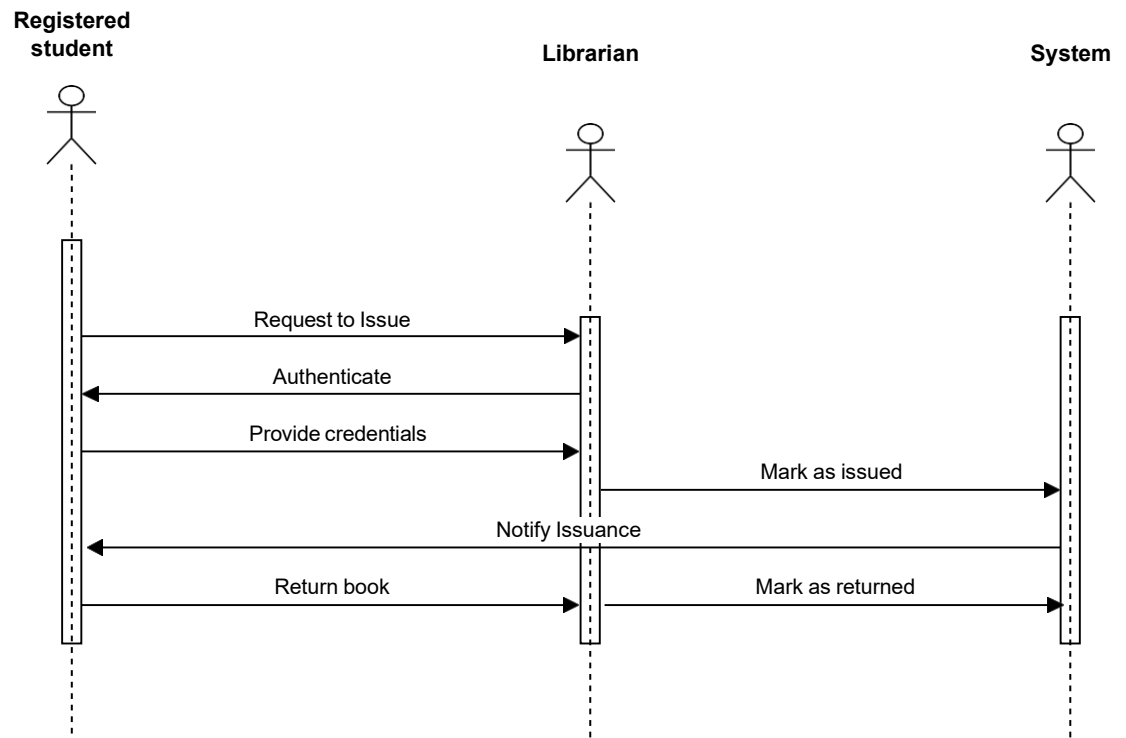 Registered
student
Librarian
System
Request to Issue
Authenticate
Provide credentials
Mark as issued
Notify Issuance
Return book
Mark as returned